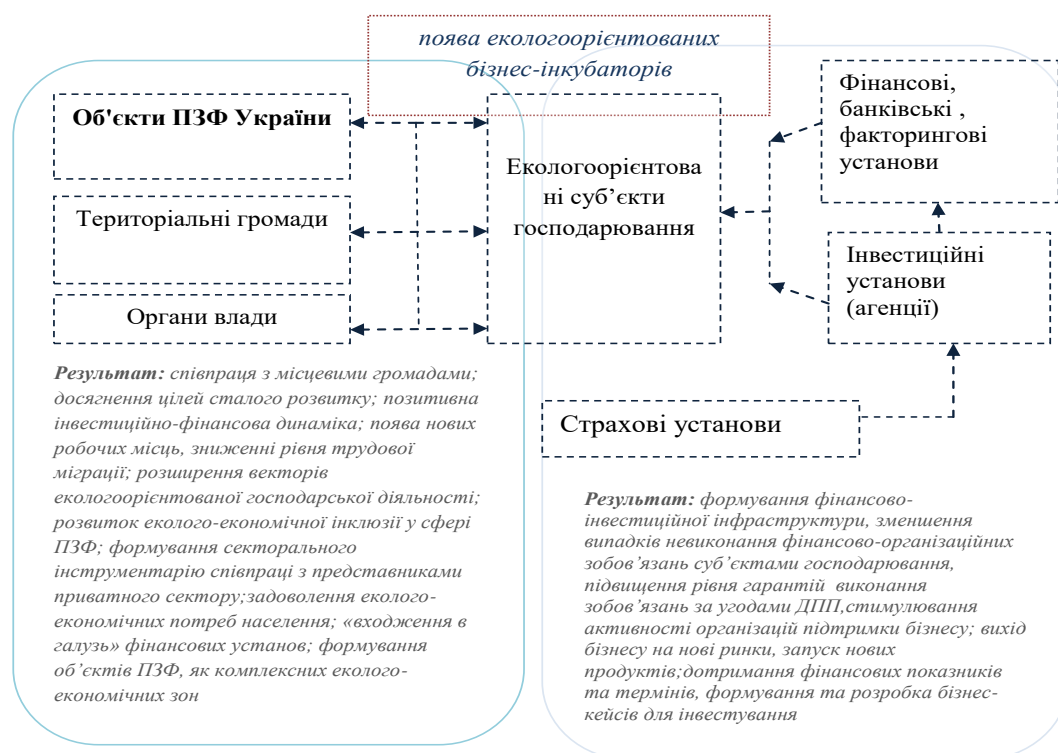 поява екологоорієнтованих
бізнес-інкубаторів
Об'єкти ПЗФ України
Територіальні громади
Органи влади
Екологоорієнтова
ні суб’єкти
господарювання
Фінансові,
банківські ,
факторингові
установи
Інвестиційні
установи
(агенції)
Страхові установи
Результат: співпраця з місцевими громадами;
досягнення цілей сталого розвитку; позитивна
інвестиційно-фінансова динаміка; поява нових
робочих місць, зниженні рівня трудової
міграції; розширення векторів
екологоорієнтованої господарської діяльності;
розвиток еколого-економічної інклюзії у сфері
ПЗФ; формування секторального
інструментарію співпраці з представниками
приватного сектору;задоволення еколого-
економічних потреб населення; «входження в
галузь» фінансових установ; формування
об’єктів ПЗФ, як комплексних еколого-
економічних зон
Результат: формування фінансово-
інвестиційної інфраструктури, зменшення
випадків невиконання фінансово-організаційних
зобов’язань суб’єктами господарювання,
підвищення рівня гарантій виконання
зобов’язань за угодами ДПП,стимулювання
активності організацій підтримки бізнесу; вихід
бізнесу на нові ринки, запуск нових
продуктів;дотримання фінансових показників
та термінів, формування та розробка бізнес-
кейсів для інвестування